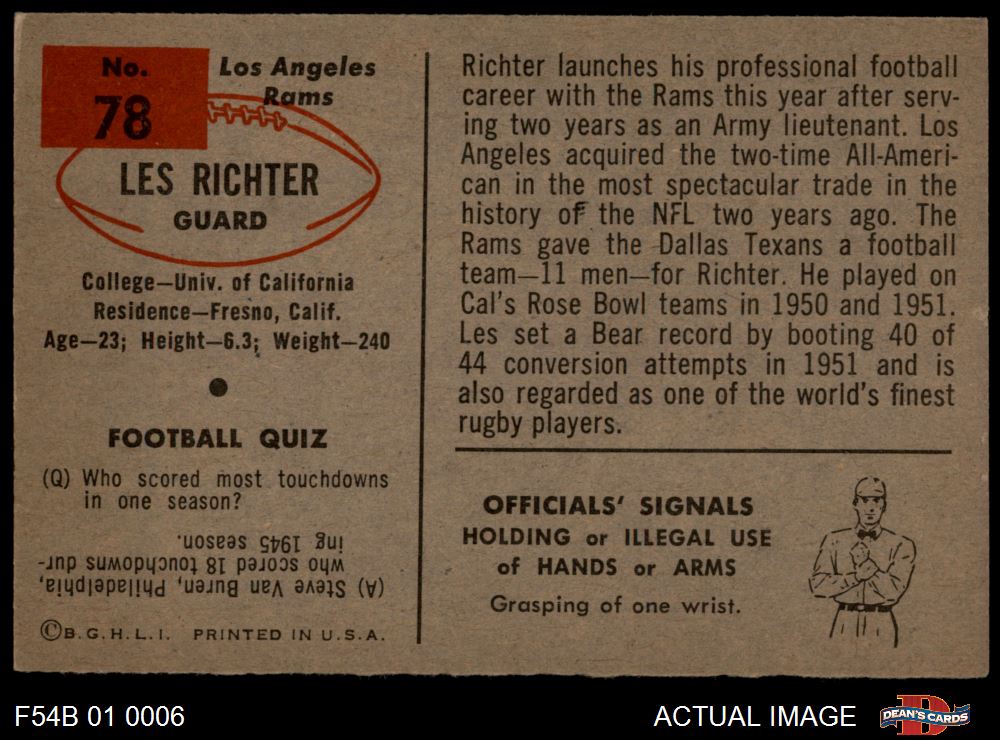 No.
78
Los Angeles
Rams
LES RICHTER
GUARD
College—Univ. of California
Residence—Fresno, Calif.
Age—23; Height—6.3; Weight—240
FOOTBALL QUIZ
(Q) Who scored most touchdowns
in one season?
(A) Steve Van Buren, Philadelphia,
who scored 18 touchdowns dur-
ing 1945 season.
©B.G.H.L.I. PRINTED IN U.S.A.
Richter launches his professional football
career with the Rams this year after serv-
ing two years as an Army lieutenant. Los
Angeles acquired the two-time All-Ameri-
can in the most spectacular trade in the
history of the NFL two years ago. The
Rams gave the Dallas Texans a football
team—11 men—for Richter. He played on
Cal's Rose Bowl teams in 1950 and 1951.
Les set a Bear record by booting 40 of
44 conversion attempts in 1951 and is
also regarded as one of the world's finest
rugby players.
OFFICIALS' SIGNALS
HOLDING or ILLEGAL USE
of HANDS or ARMS
Grasping of one wrist.
F54B 01 0006
ACTUAL IMAGE
D
DEAN'S CARDS